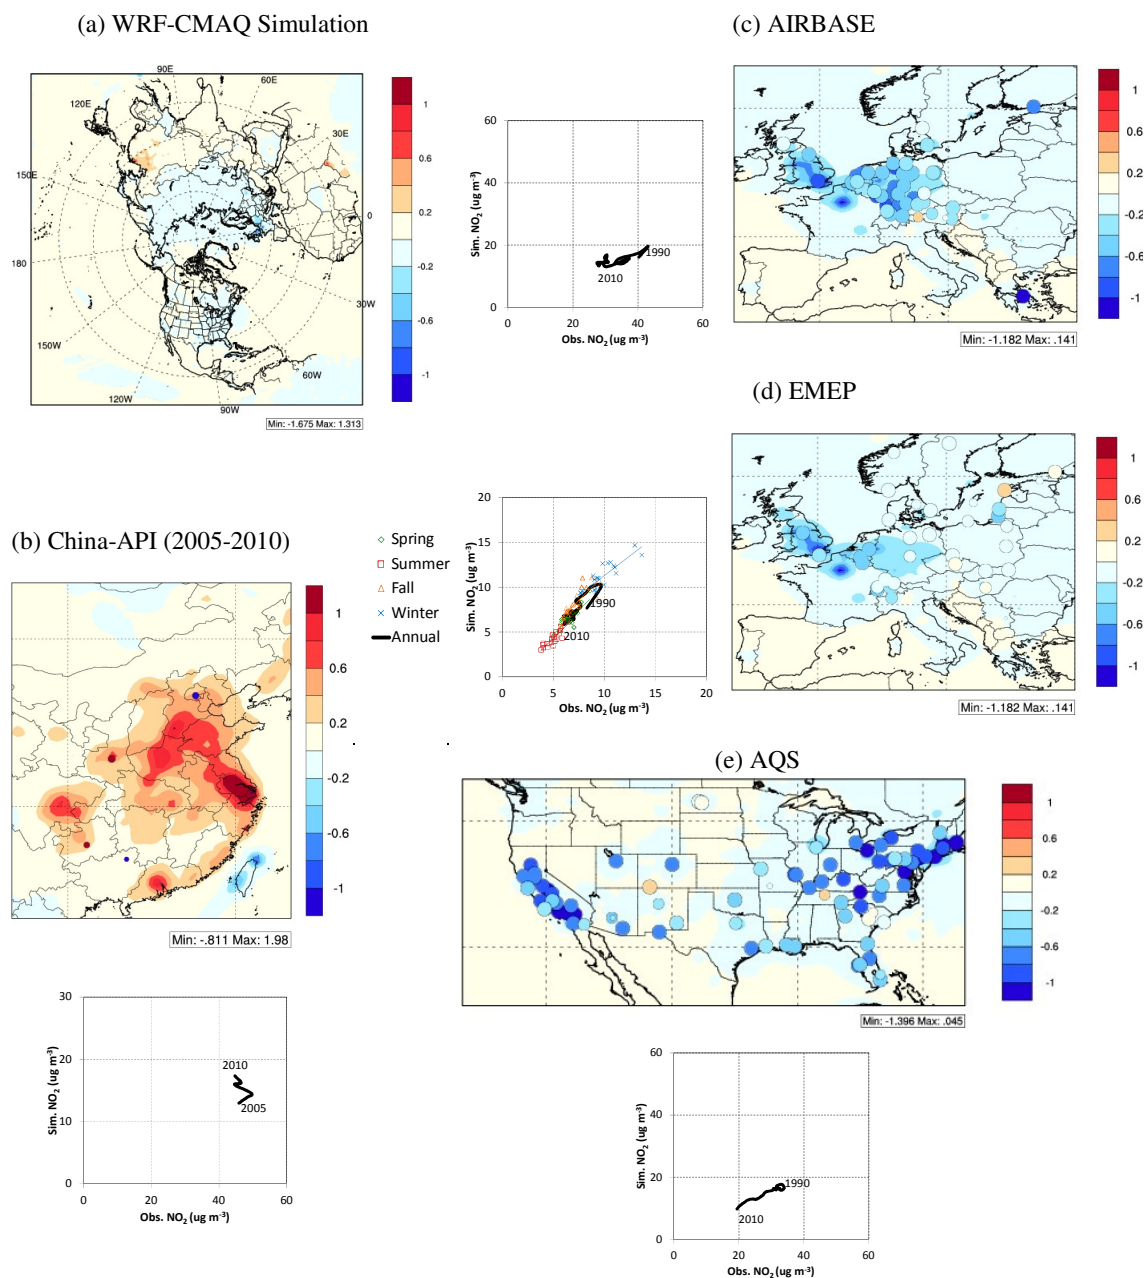 (a) WRF-CMAQ Simulation
90E
60E
120E
30E
150E
0
180
30W
150W
60W
120W
90W
1
0.6
0.2
-0.2
-0.6
-1
Min: -1.675 Max: 1.313
(c) AIRBASE
60
40
20
0
Sim. NO2 (ug m-3)
1990
2010
0 20 40 60
Obs. NO2 (ug m-3)
1
0.6
0.2
-0.2
-0.6
-1
Min: -1.182 Max: .141
(d) EMEP
20
15
10
5
0
Sim. NO2 (ug m-3)
1990
2010
0 5 10 15 20
Obs. NO2 (ug m-3)
Spring
Summer
Fall
Winter
Annual
1
0.6
0.2
-0.2
-0.6
-1
Min: -1.182 Max: .141
(b) China-API (2005-2010)
1
0.6
0.2
-0.2
-0.6
-1
Min: -.811 Max: 1.98
30
20
10
0
Sim. NO2 (ug m-3)
2010
2005
0 20 40 60
Obs. NO2 (ug m-3)
(e) AQS
1
0.6
0.2
-0.2
-0.6
-1
Min: -1.396 Max: .045
60
40
20
0
Sim. NO2 (ug m-3)
1990
2010
0 20 40 60
Obs. NO2 (ug m-3)